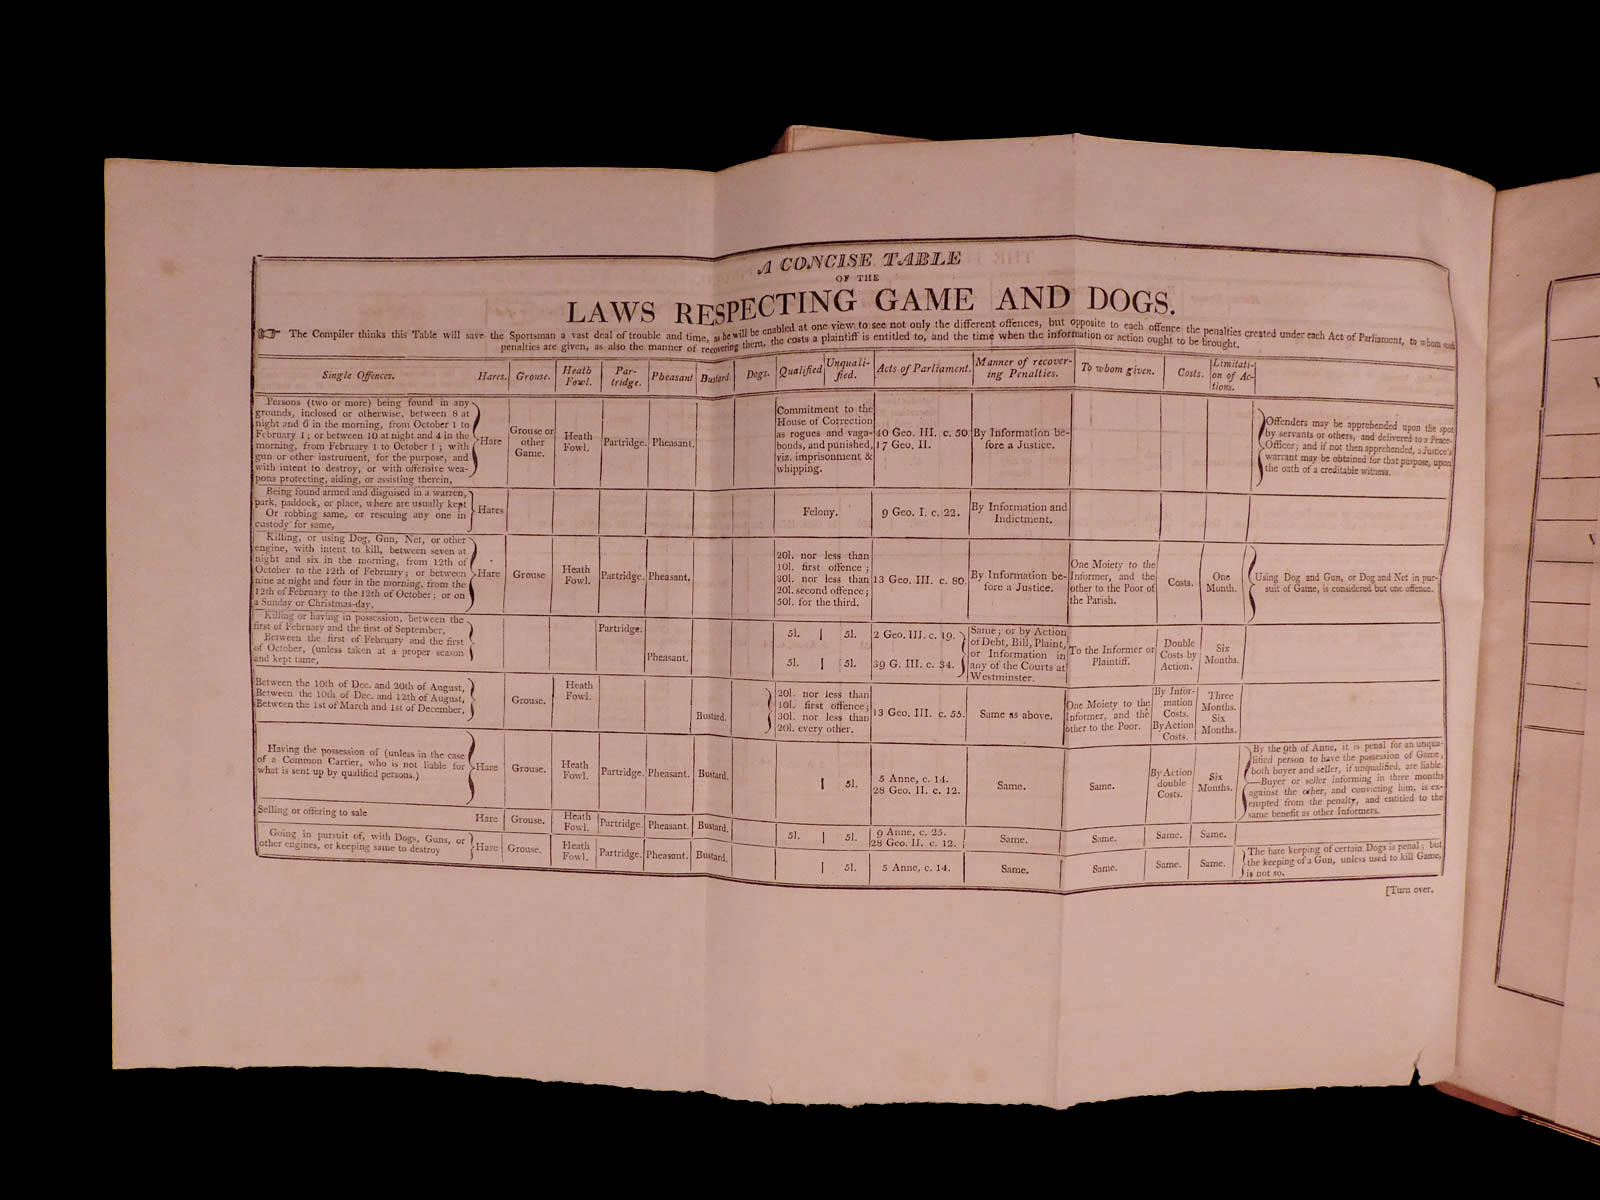 A CONCISE TABLE
OF THE
LAWS RESPECTING GAME AND DOGS.
☞ The Compiler thinks this Table will save the Sportsman a vast deal of trouble and time, as he will be enabled at one view to see not only the different offences, but opposite to each offence the penalties created under each Act of Parliament, to whom such
penalties are given, as also the manner of recovering them, the costs a plaintiff is entitled to, and the time when the information or action ought to be brought.
Single Offences.
Hares.
Grouse.
Heath
Fowl.
Par-
tridge.
Pheasant
Bustard.
Dogs.
Qualified
Unquali-
fied.
Acts of Parliament.
Manner of recover-
ing Penalties.
To whom given.
Costs.
Limitati-
on of Ac-
tions.
Persons (two or more) being found in any
grounds, inclosed or otherwise, between 8 at
night and 6 in the morning, from October 1 to
February 1; or between 10 at night and 4 in the
morning, from February 1 to October 1; with
gun or other instrument, for the purpose, and
with intent to destroy, or with offensive wea-
pons protecting, aiding, or assisting therein,
Hare
Grouse or
other
Game.
Heath
Fowl.
Partridge.
Pheasant.
Commitment to the
House of Correction
as rogues and vaga-
bonds, and punished,
viz. imprisonment &
whipping.
40 Geo. III. c. 50.
17 Geo. II.
By Information be-
fore a Justice.
Offenders may be apprehended upon the spot
by servants or others, and delivered to a Peace-
Officer; and if not then apprehended, a Justice's
warrant may be obtained for that purpose, upon
the oath of a creditable witness.
Being found armed and disguised in a warren,
park, paddock, or place, where are usually kept
Or robbing same, or rescuing any one in
custody for same,
Hares
Felony.
9 Geo. I. c. 22.
By Information and
Indictment.
Killing, or using Dog, Gun, Net, or other
engine, with intent to kill, between seven at
night and six in the morning, from 12th of
October to the 12th of February; or between
nine at night and four in the morning, from the
12th of February to the 12th of October; or on
a Sunday or Christmas-day.
Hare
Grouse
Heath
Fowl.
Partridge.
Pheasant.
20l. nor less than
10l. first offence;
30l. nor less than
20l. second offence;
50l. for the third.
13 Geo. III. c. 80.
By Information be-
fore a Justice.
One Moiety to the
Informer, and the
other to the Poor of
the Parish.
Costs.
One
Month.
Using Dog and Gun, or Dog and Net in pur-
suit of Game, is considered but one offence.
Killing or having in possession, between the
first of February and the first of September,
Between the first of February and the first
of October, (unless taken at a proper season
and kept tame,
Partridge.
Pheasant.
5l.
5l.
5l.
5l.
2 Geo. III. c. 19.
39 G. III. c. 34.
Same; or by Action
of Debt, Bill, Plaint,
or Information in
any of the Courts at
Westminster.
To the Informer or
Plaintiff.
Double
Costs by
Action.
Six
Months.
Between the 10th of Dec. and 20th of August,
Between the 10th of Dec. and 12th of August,
Between the 1st of March and 1st of December,
Grouse.
Heath
Fowl.
Bustard.
20l. nor less than
10l. first offence;
30l. nor less than
20l. every other.
13 Geo. III. c. 55.
Same as above.
One Moiety to the
Informer, and the
other to the Poor.
By Infor-
mation
Costs.
By Action
Costs.
Three
Months.
Six
Months.
Having the possession of (unless in the case
of a Common Carrier, who is not liable for
what is sent up by qualified persons.)
Hare
Grouse.
Heath
Fowl.
Partridge.
Pheasant.
Bustard.
5l.
5 Anne, c. 14.
28 Geo. II. c. 12.
Same.
Same.
By Action
double
Costs.
Six
Months.
By the 9th of Anne, it is penal for an unqua-
lified person to have the possession of Game;
both buyer and seller, if unqualified, are liable.
—Buyer or seller informing in three months
against the other, and convicting him, is ex-
empted from the penalty, and entitled to the
same benefit as other Informers.
Selling or offering to sale
Hare
Grouse.
Heath
Fowl.
Partridge.
Pheasant.
Bustard.
5l.
5l.
9 Anne, c. 25.
28 Geo. II. c. 12.
Same.
Same.
Same.
Same.
Going in pursuit of, with Dogs, Guns, or
other engines, or keeping same to destroy
Hare
Grouse.
Heath
Fowl.
Partridge.
Pheasant.
Bustard.
5l.
5 Anne, c. 14.
Same.
Same.
Same.
Same.
The bare keeping of certain Dogs is penal; but
the keeping of a Gun, unless used to kill Game,
is not so.
[Turn over.